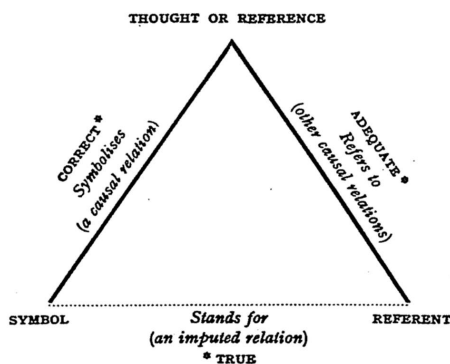 THOUGHT OR REFERENCE
CORRECT*
Symbolises
(a causal relation)
ADEQUATE*
Refers to
(other causal relations)
SYMBOL
Stands for
(an imputed relation)
* TRUE
REFERENT